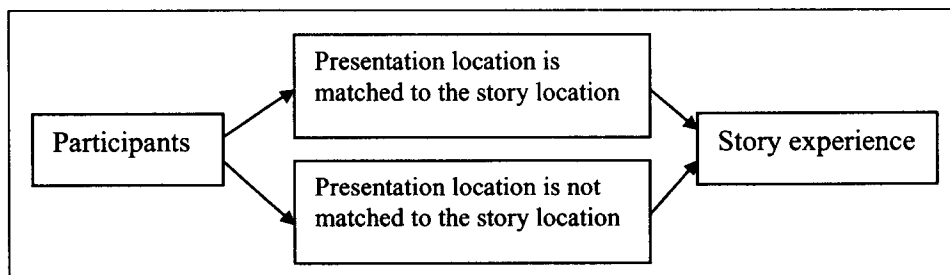 Participants
Presentation location is
matched to the story location
Presentation location is not
matched to the story location
Story experience